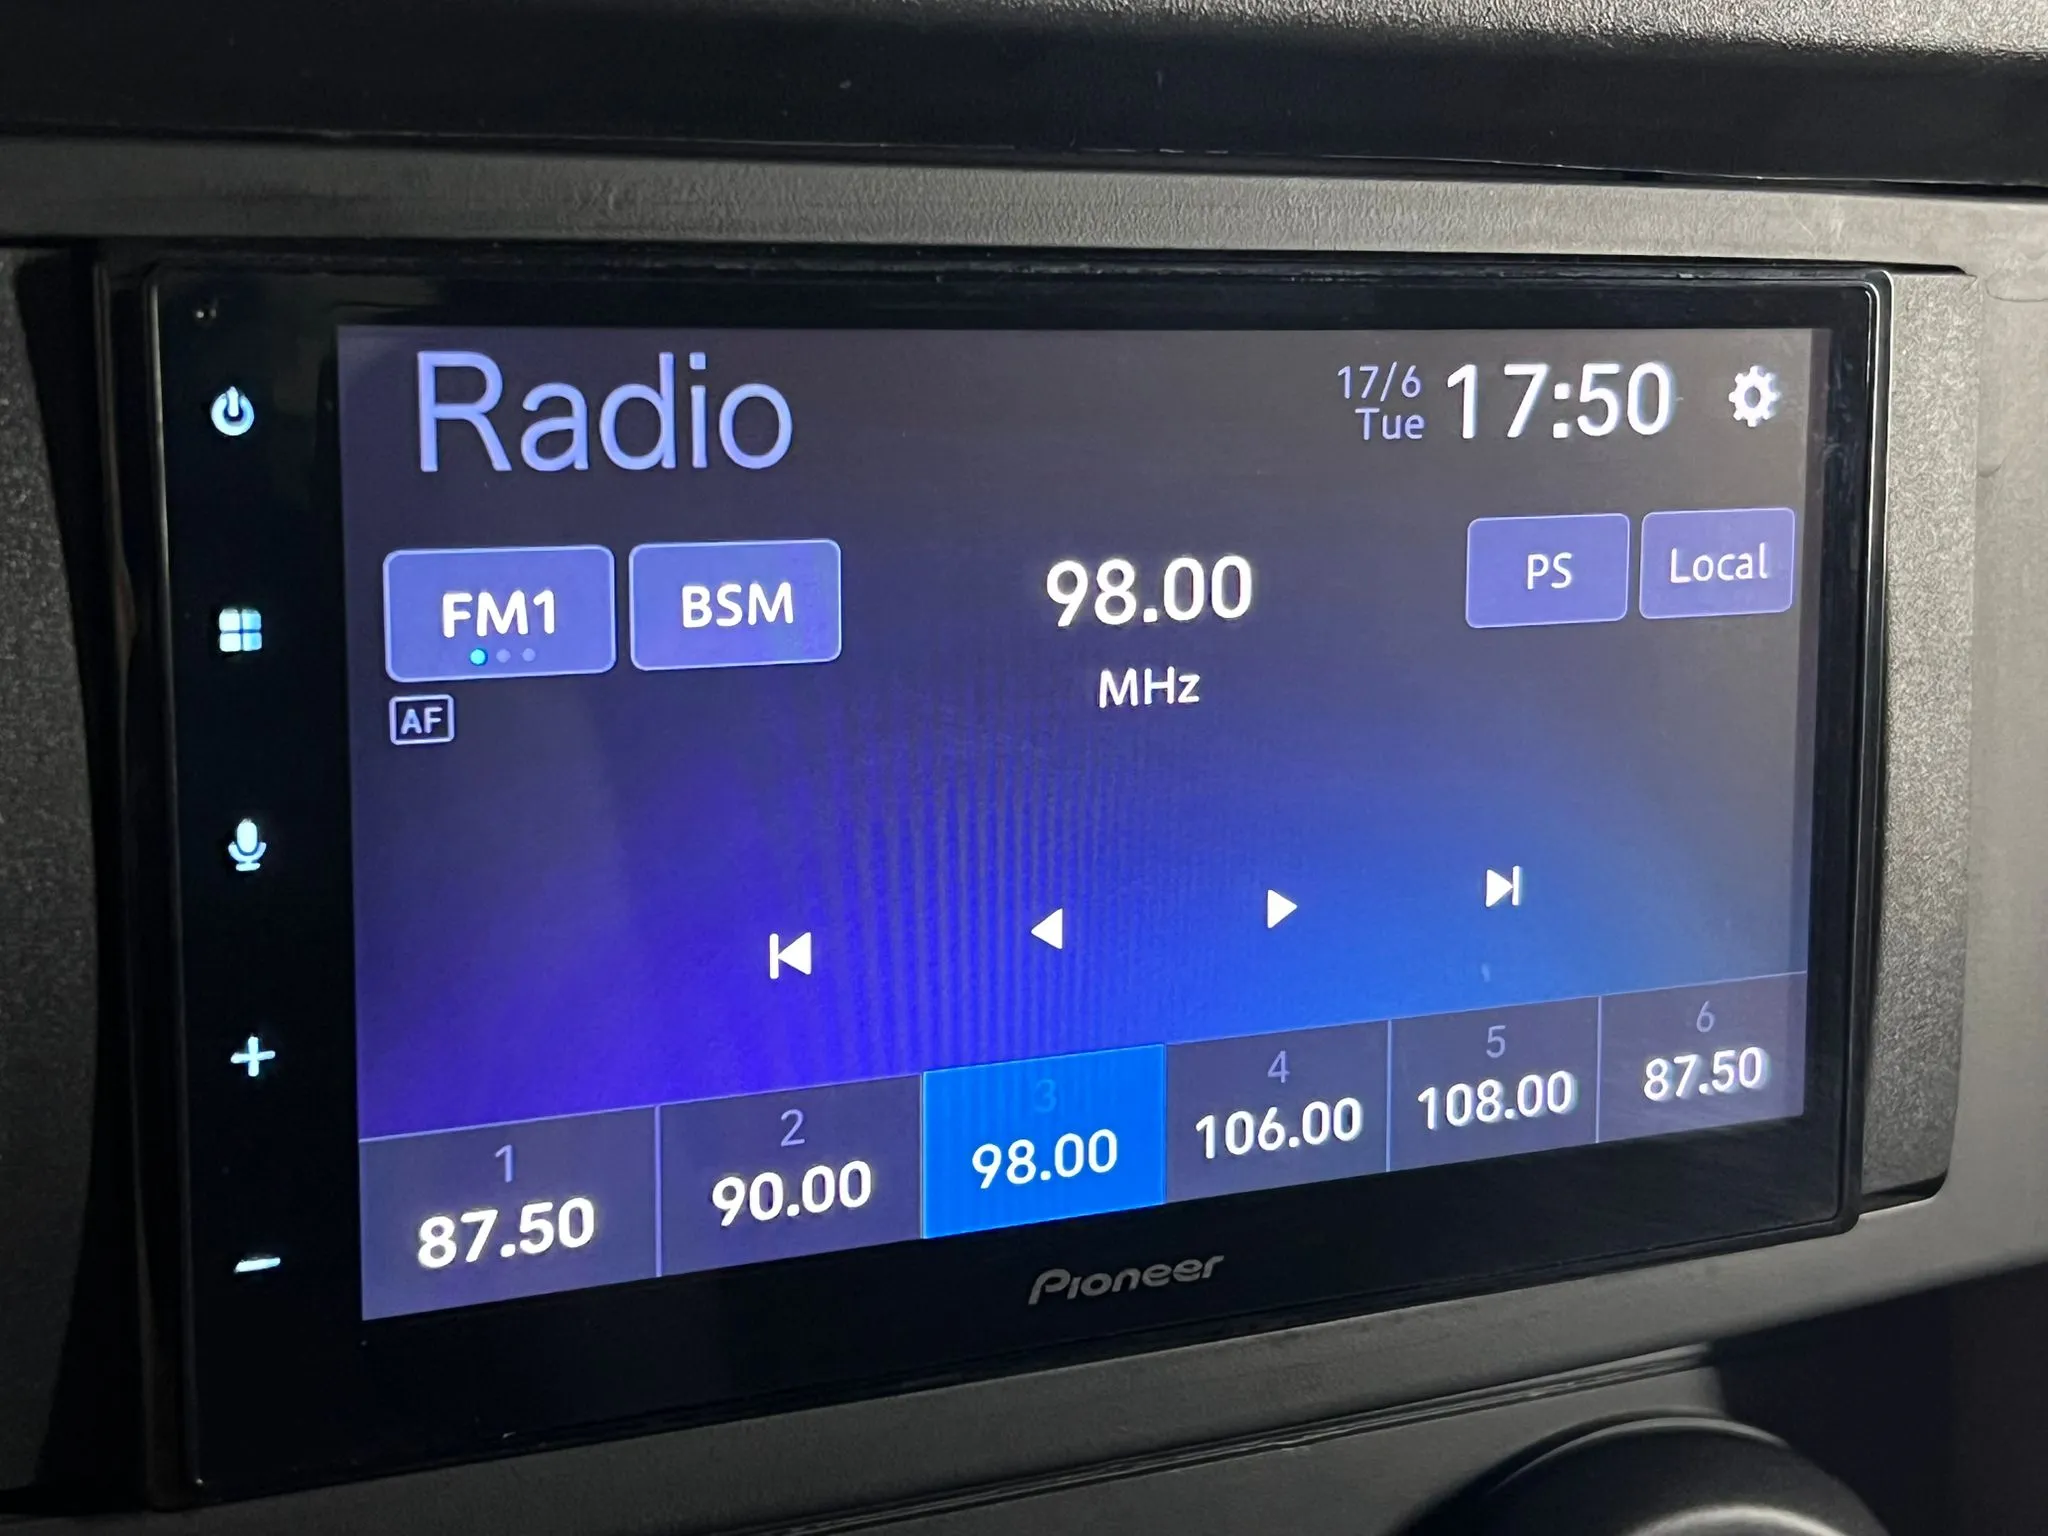 Radio
17/6
Tue
17:50
FM1
BSM
98.00
MHz
PS
Local
AF
1
87.50
2
90.00
3
98.00
4
106.00
5
108.00
6
87.50
Pioneer